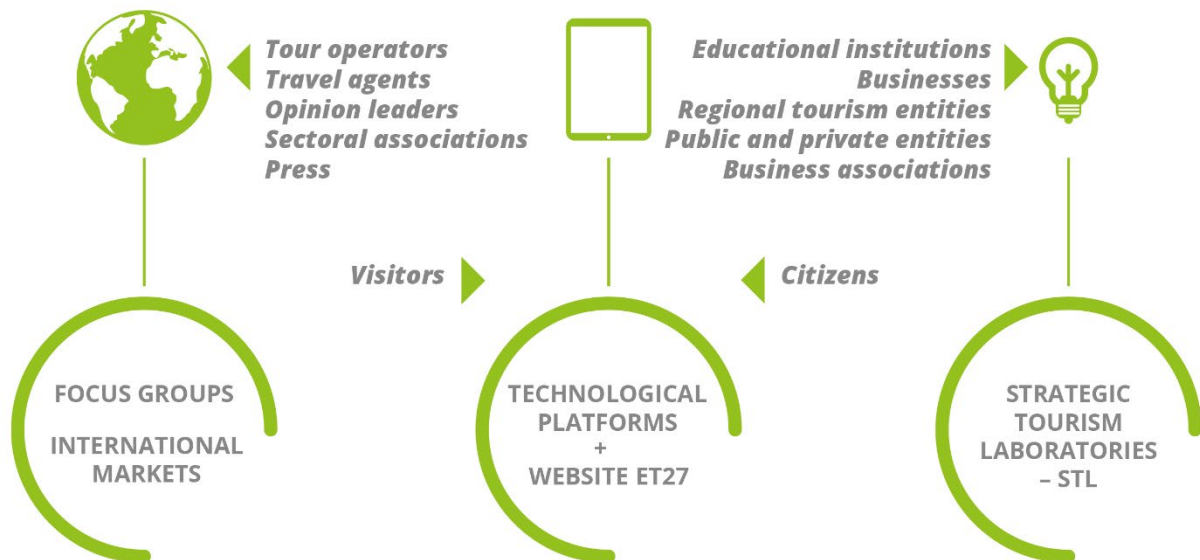 Tour operators
Travel agents
Opinion leaders
Sectoral associations
Press
Educational institutions
Businesses
Regional tourism entities
Public and private entities
Business associations
Visitors
Citizens
FOCUS GROUPS
INTERNATIONAL
MARKETS
TECHNOLOGICAL
PLATFORMS
+
WEBSITE ET27
STRATEGIC
TOURISM
LABORATORIES
– STL